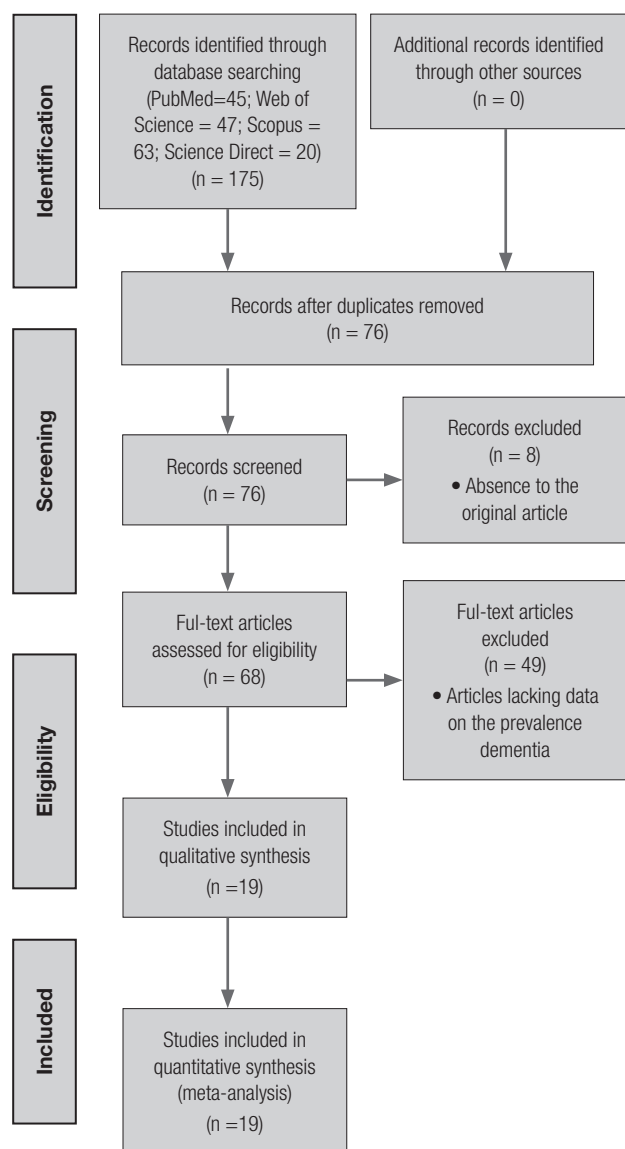 Identification
Records identified through
database searching
(PubMed=45; Web of
Science = 47; Scopus =
63; Science Direct = 20)
(n = 175)
Additional records identified
through other sources
(n = 0)
Records after duplicates removed
(n = 76)
Screening
Records screened
(n = 76)
Records excluded
(n = 8)
• Absence to the
original article
Ful-text articles
assessed for eligibility
(n = 68)
Ful-text articles
excluded
(n = 49)
• Articles lacking data
on the prevalence
dementia
Eligibility
Studies included in
qualitative synthesis
(n =19)
Included
Studies included in
quantitative synthesis
(meta-analysis)
(n =19)